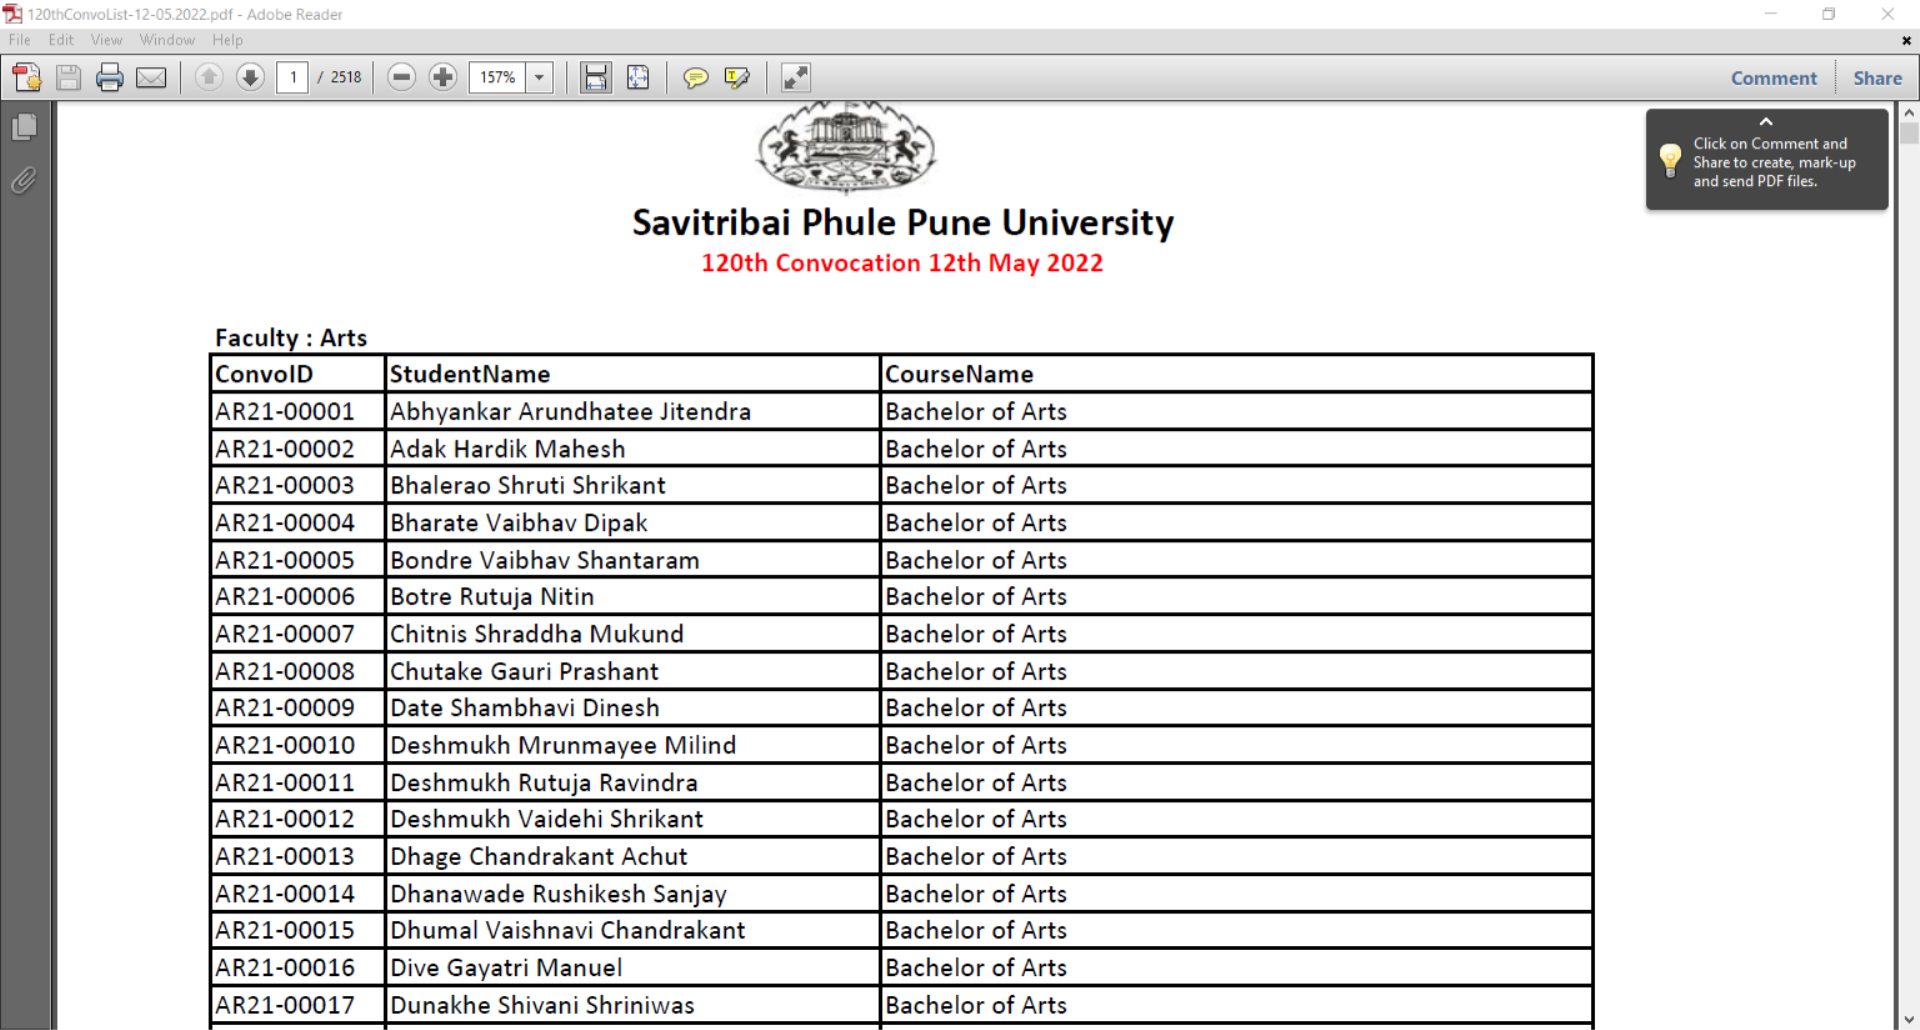 120thConvoList-12-05.2022.pdf - Adobe Reader
File Edit View Window Help
1 / 2518 157% Comment Share
Click on Comment and
Share to create, mark-up
and send PDF files.
Savitribai Phule Pune University
120th Convocation 12th May 2022
Faculty : Arts
ConvoID StudentName CourseName
AR21-00001 Abhyankar Arundhatee Jitendra Bachelor of Arts
AR21-00002 Adak Hardik Mahesh Bachelor of Arts
AR21-00003 Bhalerao Shruti Shrikant Bachelor of Arts
AR21-00004 Bharate Vaibhav Dipak Bachelor of Arts
AR21-00005 Bondre Vaibhav Shantaram Bachelor of Arts
AR21-00006 Botre Rutuja Nitin Bachelor of Arts
AR21-00007 Chitnis Shraddha Mukund Bachelor of Arts
AR21-00008 Chutake Gauri Prashant Bachelor of Arts
AR21-00009 Date Shambhavi Dinesh Bachelor of Arts
AR21-00010 Deshmukh Mrunmayee Milind Bachelor of Arts
AR21-00011 Deshmukh Rutuja Ravindra Bachelor of Arts
AR21-00012 Deshmukh Vaidehi Shrikant Bachelor of Arts
AR21-00013 Dhage Chandrakant Achut Bachelor of Arts
AR21-00014 Dhanawade Rushikesh Sanjay Bachelor of Arts
AR21-00015 Dhumal Vaishnavi Chandrakant Bachelor of Arts
AR21-00016 Dive Gayatri Manuel Bachelor of Arts
AR21-00017 Dunakhe Shivani Shriniwas Bachelor of Arts